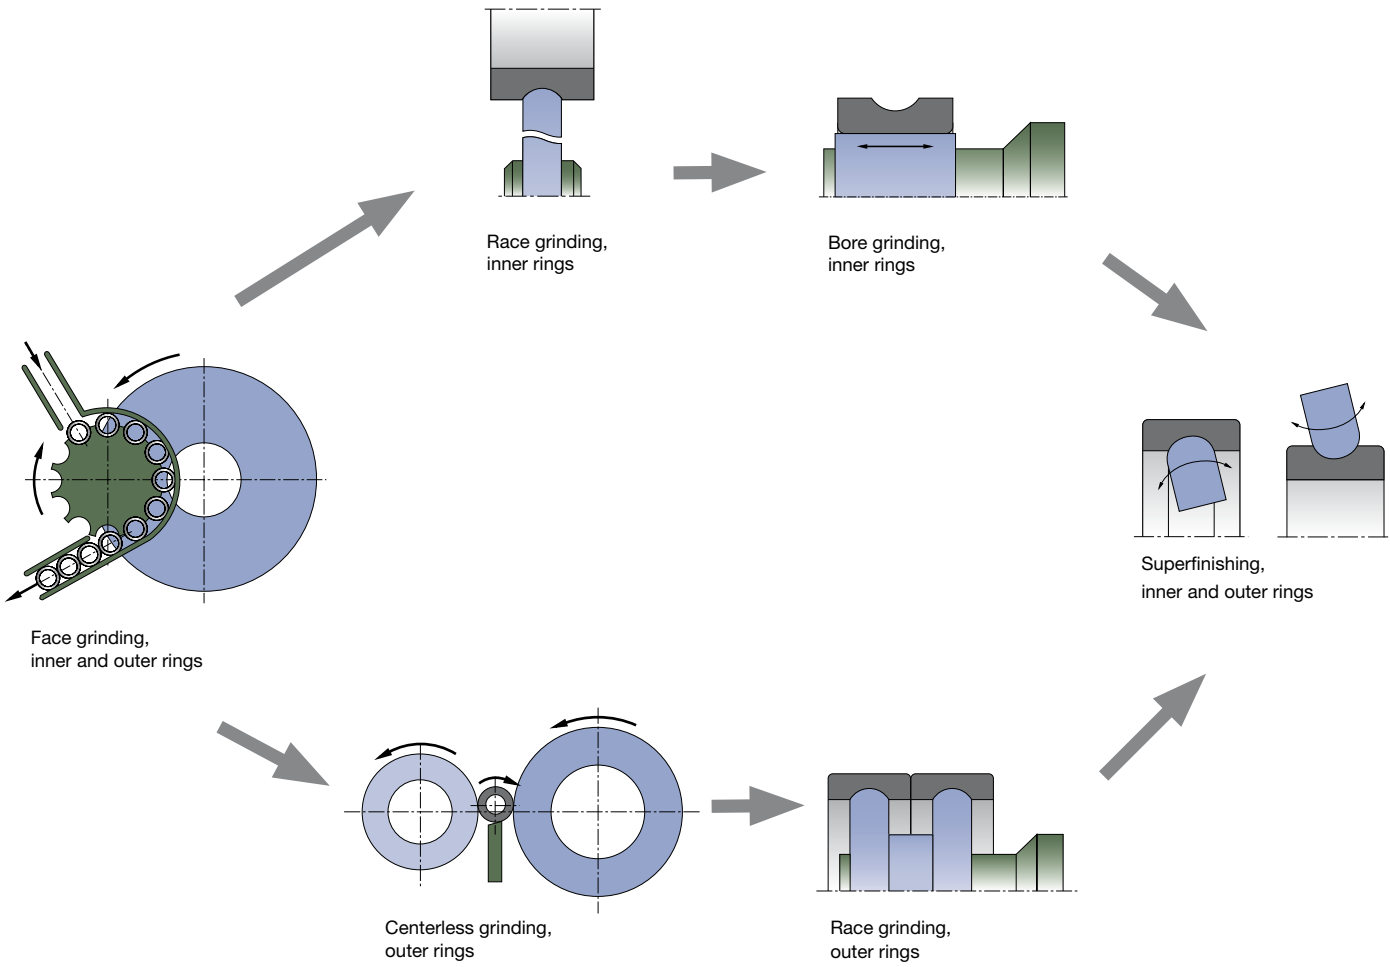 Race grinding,
inner rings
Bore grinding,
inner rings
Superfinishing,
inner and outer rings
Face grinding,
inner and outer rings
Centerless grinding,
outer rings
Race grinding,
outer rings